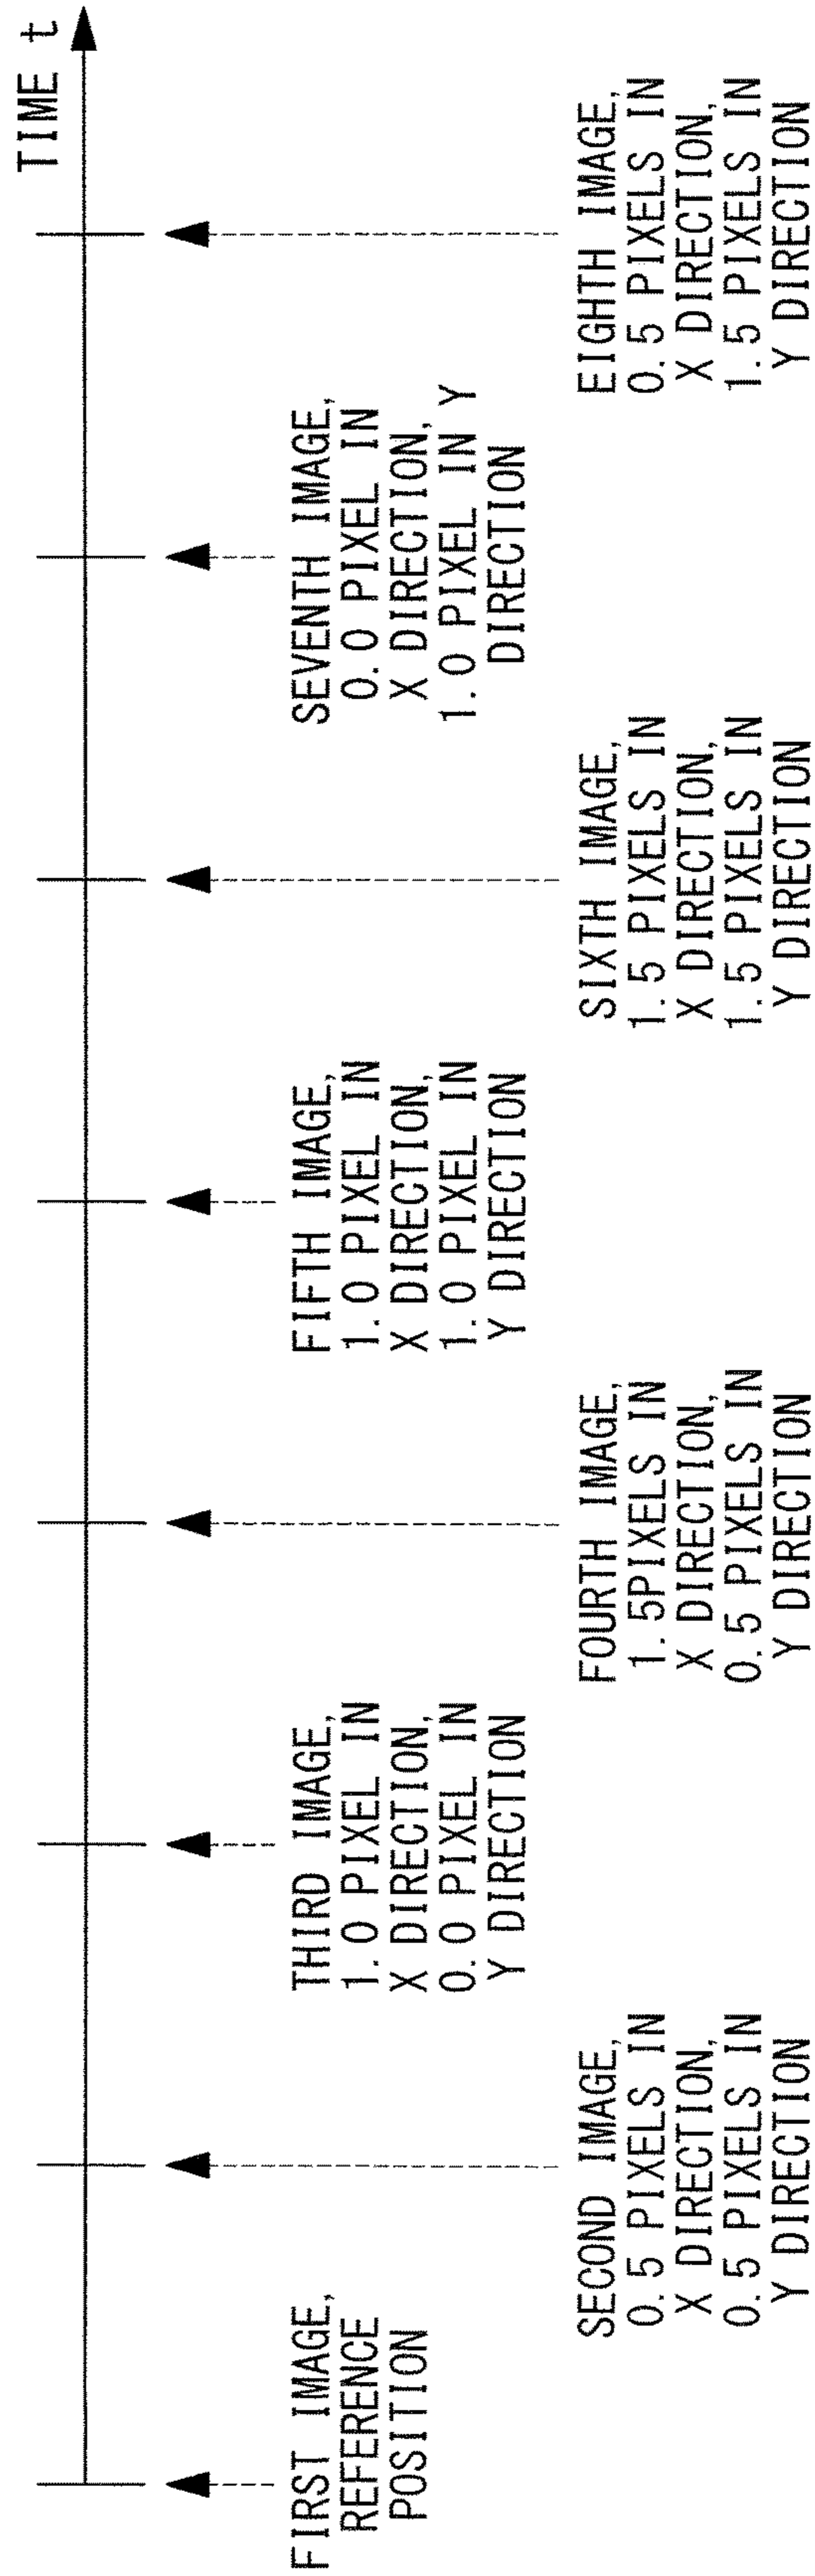 TIME t
FIRST IMAGE,
REFERENCE
POSITION
SECOND IMAGE,
0.5 PIXELS IN
X DIRECTION,
0.5 PIXELS IN
Y DIRECTION
THIRD IMAGE,
1.0 PIXEL IN
X DIRECTION,
0.0 PIXEL IN
Y DIRECTION
FOURTH IMAGE,
1.5PIXELS IN
X DIRECTION,
0.5 PIXELS IN
Y DIRECTION
FIFTH IMAGE,
1.0 PIXEL IN
X DIRECTION,
1.0 PIXEL IN
Y DIRECTION
SIXTH IMAGE,
1.5 PIXELS IN
X DIRECTION,
1.5 PIXELS IN
Y DIRECTION
SEVENTH IMAGE,
0.0 PIXEL IN
X DIRECTION,
1.0 PIXEL IN Y
DIRECTION
EIGHTH IMAGE,
0.5 PIXELS IN
X DIRECTION,
1.5 PIXELS IN
Y DIRECTION